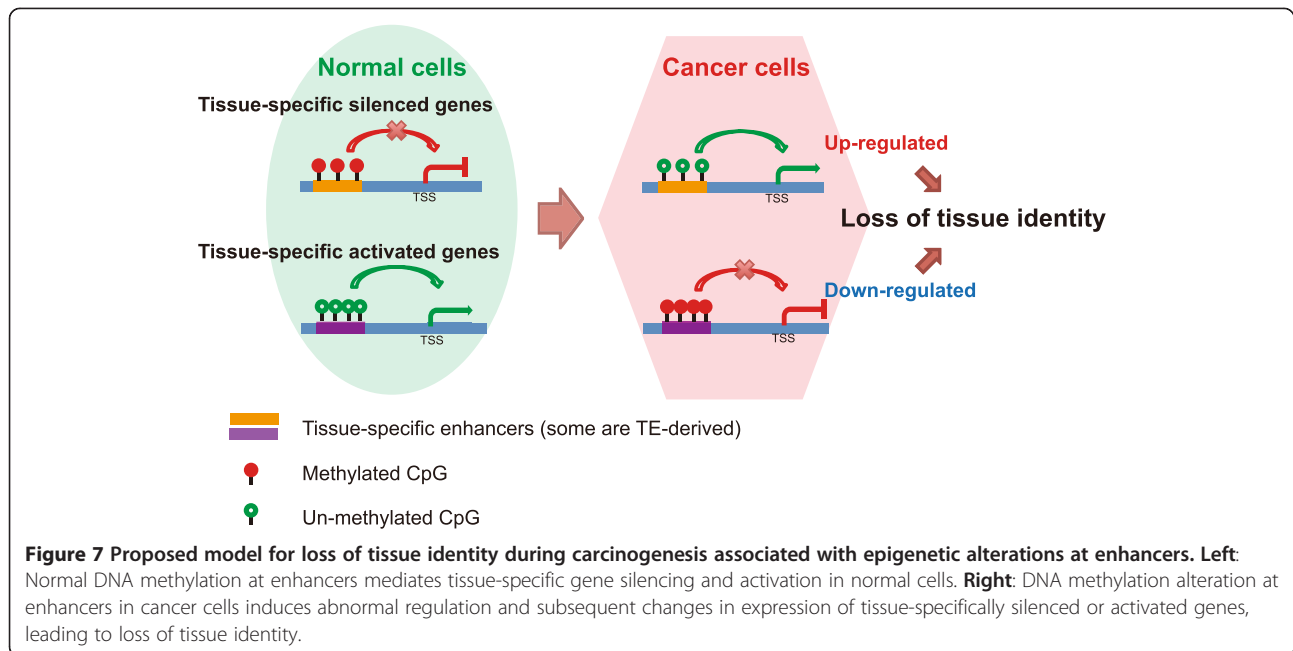 Normal cells
Cancer cells
Tissue-specific silenced genes
TSS
TSS
Up-regulated
Loss of tissue identity
Tissue-specific activated genes
TSS
TSS
Down-regulated
Tissue-specific enhancers (some are TE-derived)
Methylated CpG
Un-methylated CpG
Figure 7 Proposed model for loss of tissue identity during carcinogenesis associated with epigenetic alterations at enhancers. Left:
Normal DNA methylation at enhancers mediates tissue-specific gene silencing and activation in normal cells. Right: DNA methylation alteration at
enhancers in cancer cells induces abnormal regulation and subsequent changes in expression of tissue-specifically silenced or activated genes,
leading to loss of tissue identity.